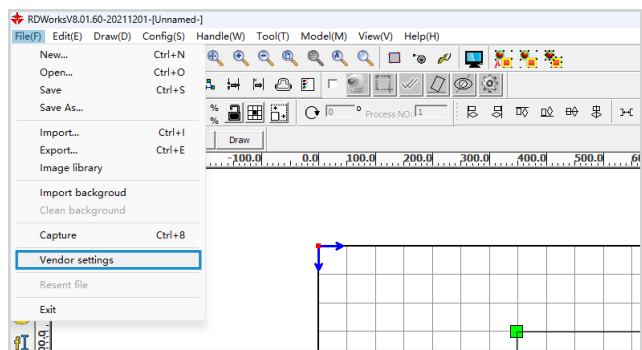 RDWorksV8.01.60-20211201-[Unnamed-]
File(F) Edit(E) Draw(D) Config(S) Handle(W) Tool(T) Model(M) View(V) Help(H)
New... Ctrl+N
Open... Ctrl+O
Save Ctrl+S
Save As...
% %
0 ° Process NO: 1
Import... Ctrl+I
Export... Ctrl+E
Image library
Draw
-100.0 0.0 100.0 200.0 300.0 400.0 500.0
Import backgroud
Clean background
Capture Ctrl+8
Vendor settings
Resent file
Exit